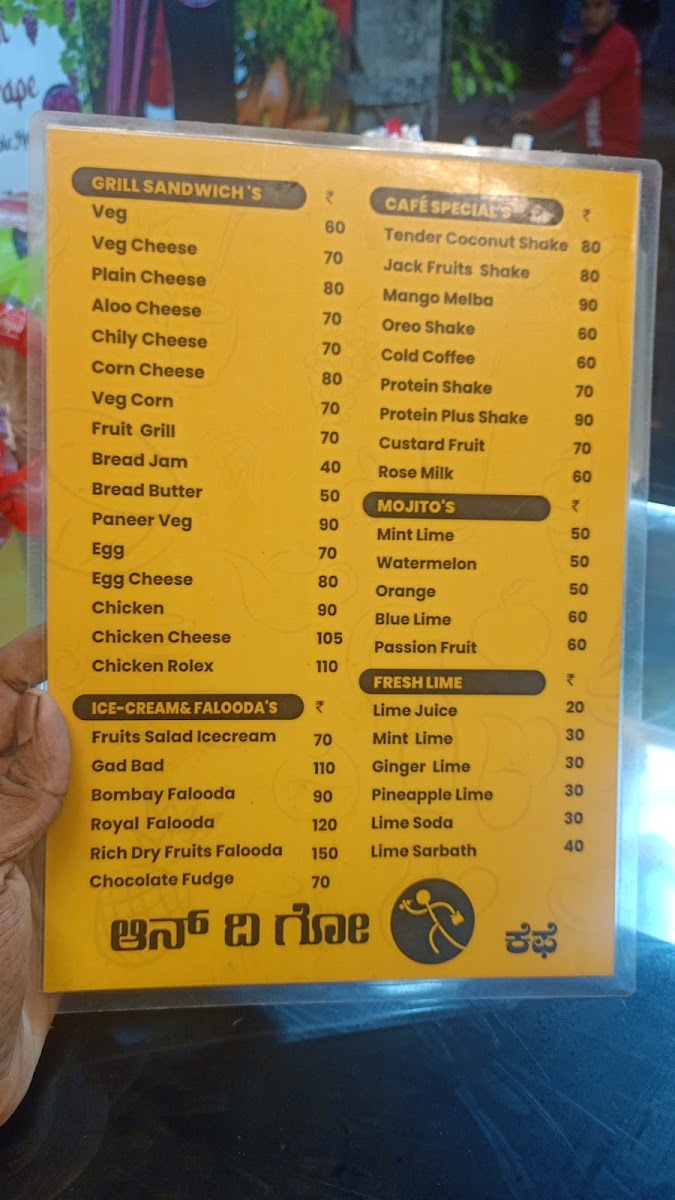 rape
GRILL SANDWICH 'S ₹
Veg 60
Veg Cheese 70
Plain Cheese 80
Aloo Cheese 70
Chily Cheese 70
Corn Cheese 80
Veg Corn 70
Fruit Grill 70
Bread Jam 40
Bread Butter 50
Paneer Veg 90
Egg 70
Egg Cheese 80
Chicken 90
Chicken Cheese 105
Chicken Rolex 110
ICE-CREAM& FALOODA'S ₹
Fruits Salad Icecream 70
Gad Bad 110
Bombay Falooda 90
Royal Falooda 120
Rich Dry Fruits Falooda 150
Chocolate Fudge 70
CAFÉ SPECIAL'S ₹
Tender Coconut Shake 80
Jack Fruits Shake 80
Mango Melba 90
Oreo Shake 60
Cold Coffee 60
Protein Shake 70
Protein Plus Shake 90
Custard Fruit 70
Rose Milk 60
MOJITO'S ₹
Mint Lime 50
Watermelon 50
Orange 50
Blue Lime 60
Passion Fruit 60
FRESH LIME ₹
Lime Juice 20
Mint Lime 30
Ginger Lime 30
Pineapple Lime 30
Lime Soda 30
Lime Sarbath 40
ಆನ್ ದಿ ಗೋ ಕೆಫೆ